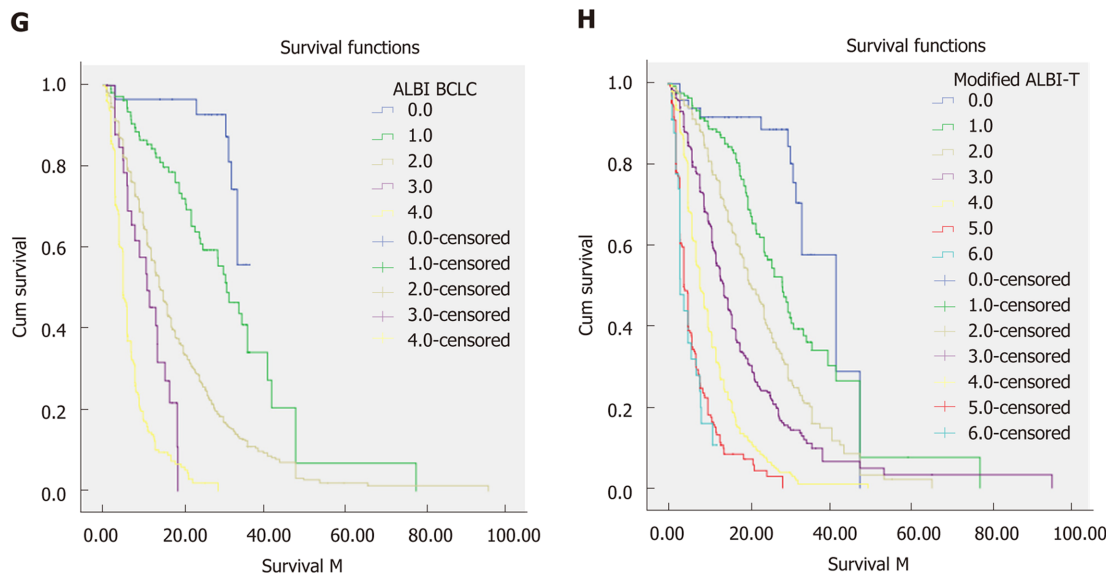 G
Survival functions
ALBI BCLC
0.0
1.0
2.0
3.0
4.0
0.0-censored
1.0-censored
2.0-censored
3.0-censored
4.0-censored
Cum survival
1.0
0.8
0.6
0.4
0.2
0.0
0.00 20.00 40.00 60.00 80.00 100.00
Survival M
H
Survival functions
Modified ALBI-T
0.0
1.0
2.0
3.0
4.0
5.0
6.0
0.0-censored
1.0-censored
2.0-censored
3.0-censored
4.0-censored
5.0-censored
6.0-censored
Cum survival
1.0
0.8
0.6
0.4
0.2
0.0
0.00 20.00 40.00 60.00 80.00 100.00
Survival M